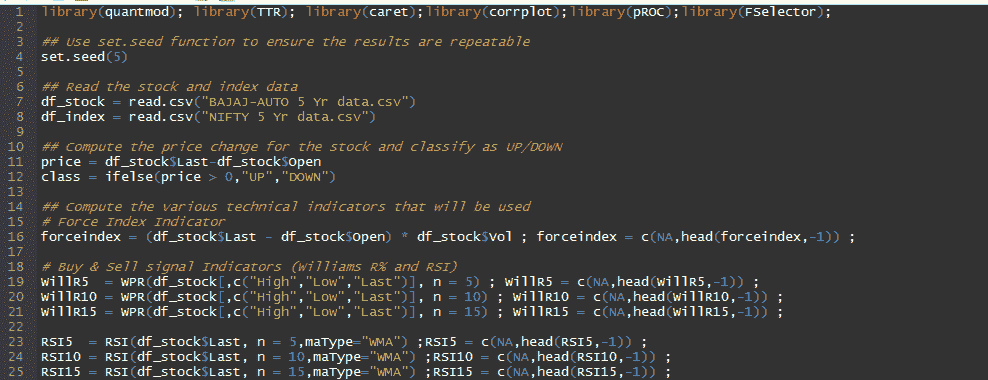 1 library(quantmod); library(TTR); library(caret);library(corrplot);library(pROC);library(FSelector);
2
3 ## Use set.seed function to ensure the results are repeatable
4 set.seed(5)
5
6 ## Read the stock and index data
7 df_stock = read.csv("BAJAJ-AUTO 5 Yr data.csv")
8 df_index = read.csv("NIFTY 5 Yr data.csv")
9
10 ## Compute the price change for the stock and classify as UP/DOWN
11 price = df_stock$Last-df_stock$Open
12 class = ifelse(price > 0,"UP","DOWN")
13
14 ## Compute the various technical indicators that will be used
15 # Force Index Indicator
16 forceindex = (df_stock$Last - df_stock$Open) * df_stock$Vol ; forceindex = c(NA,head(forceindex,-1)) ;
17
18 # Buy & Sell signal Indicators (Williams R% and RSI)
19 WillR5  = WPR(df_stock[,c("High","Low","Last")], n = 5) ; WillR5 = c(NA,head(WillR5,-1)) ;
20 WillR10 = WPR(df_stock[,c("High","Low","Last")], n = 10) ; WillR10 = c(NA,head(WillR10,-1)) ;
21 WillR15 = WPR(df_stock[,c("High","Low","Last")], n = 15) ; WillR15 = c(NA,head(WillR15,-1)) ;
22
23 RSI5  = RSI(df_stock$Last, n = 5,maType="WMA") ;RSI5 = c(NA,head(RSI5,-1)) ;
24 RSI10 = RSI(df_stock$Last, n = 10,maType="WMA") ;RSI10 = c(NA,head(RSI10,-1)) ;
25 RSI15 = RSI(df_stock$Last, n = 15,maType="WMA") ;RSI15 = c(NA,head(RSI15,-1)) ;